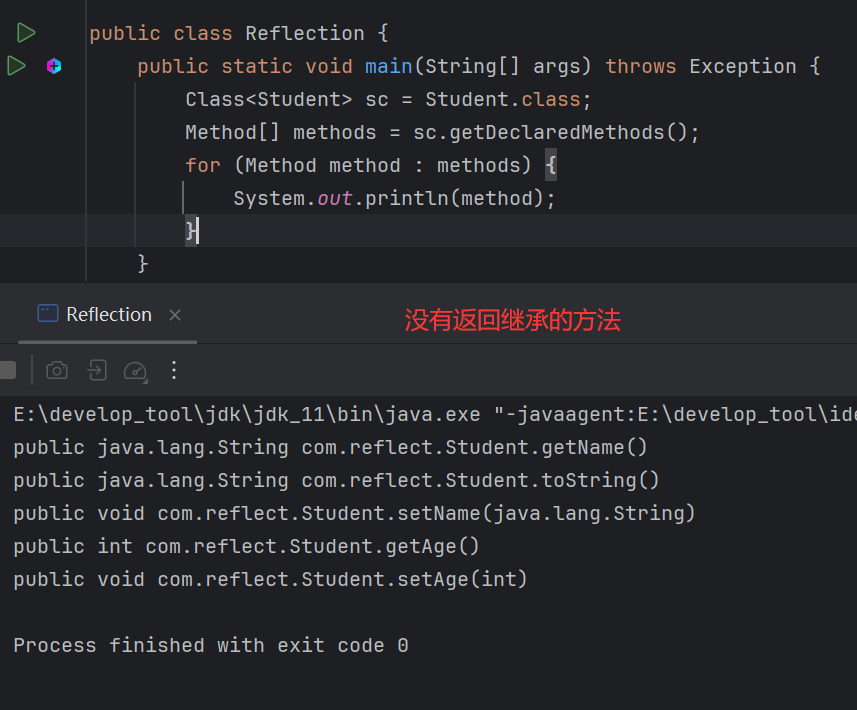 public class Reflection {
public static void main(String[] args) throws Exception {
Class<Student> sc = Student.class;
Method[] methods = sc.getDeclaredMethods();
for (Method method : methods) {
System.out.println(method);
}
}
Reflection ×
没有返回继承的方法
E:\develop_tool\jdk\jdk_11\bin\java.exe "-javaagent:E:\develop_tool\ide
public java.lang.String com.reflect.Student.getName()
public java.lang.String com.reflect.Student.toString()
public void com.reflect.Student.setName(java.lang.String)
public int com.reflect.Student.getAge()
public void com.reflect.Student.setAge(int)
Process finished with exit code 0